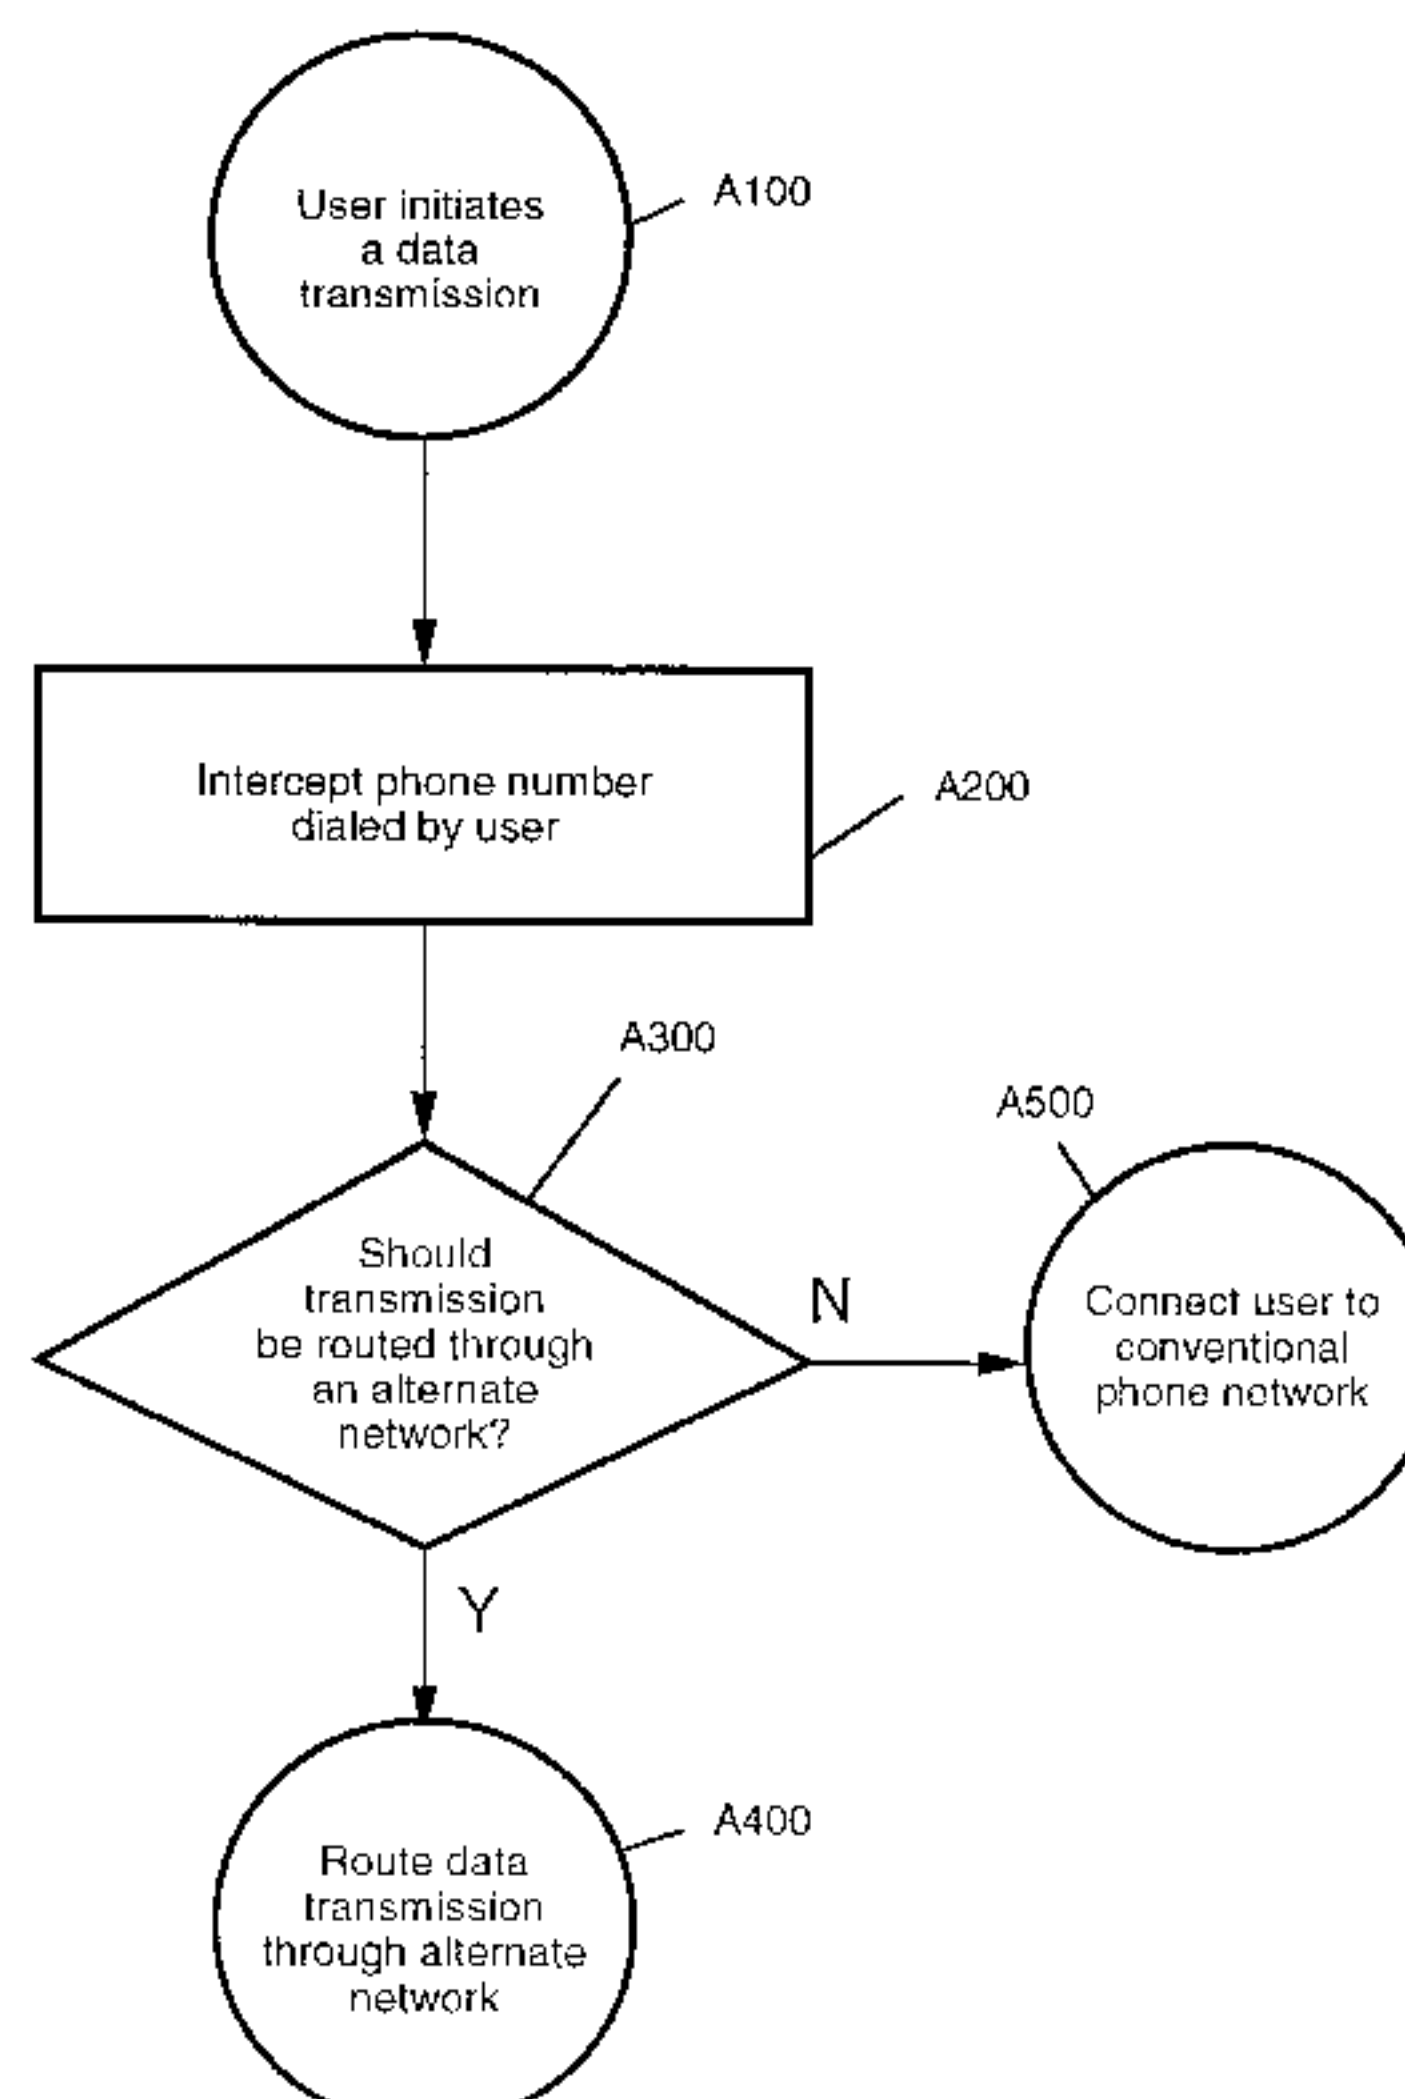 User initiates
a data
transmission
A100
Intercept phone number
dialed by user
A200
A300
Should
transmission
be routed through
an alternate
network?
N
A500
Connect user to
conventional
phone network
Y
A400
Route data
transmission
through alternate
network